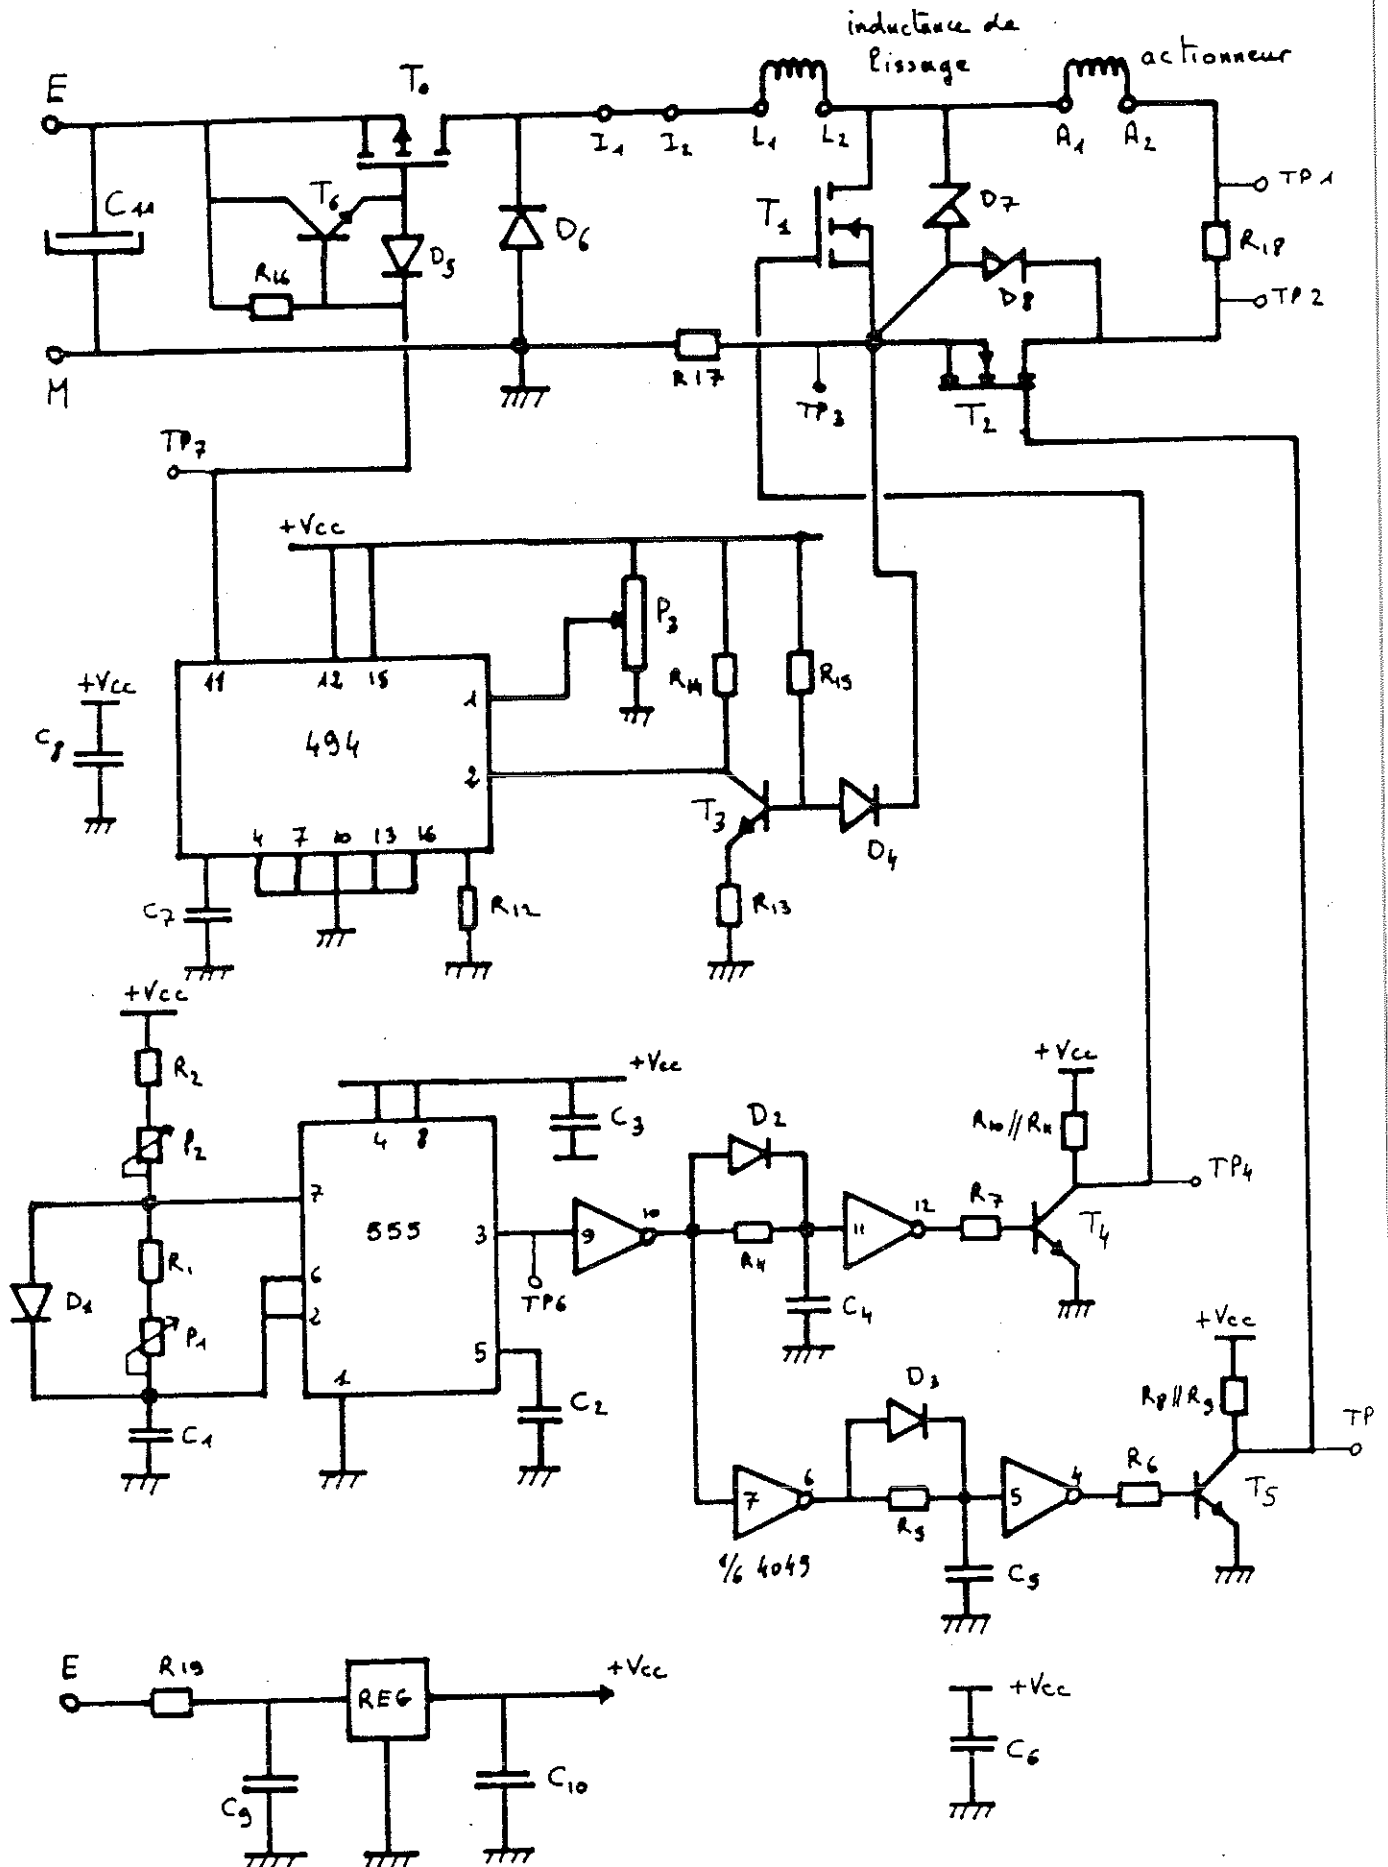 inductance de
lissage
actionneur
E
T0
I1
I2
L1
L2
A1
A2
TP1
C11
T6
D5
D6
T1
D7
R18
R16
D8
TP2
M
R17
TP3
T2
TP7
+Vcc
P3
11
12
15
1
R14
R15
+Vcc
C8
494
2
T3
D4
4
7
10
13
16
C7
R12
R13
+Vcc
R2
+Vcc
+Vcc
P2
4
8
C3
D2
R10//R11
TP4
7
555
3
9
10
11
12
R7
T4
R1
R4
6
TP6
C4
D1
P1
2
+Vcc
5
D3
R8//R9
1
C2
TP
C1
7
6
R5
5
4
R6
T5
1/6 4049
C5
E
R19
REG
+Vcc
+Vcc
C6
C9
C10